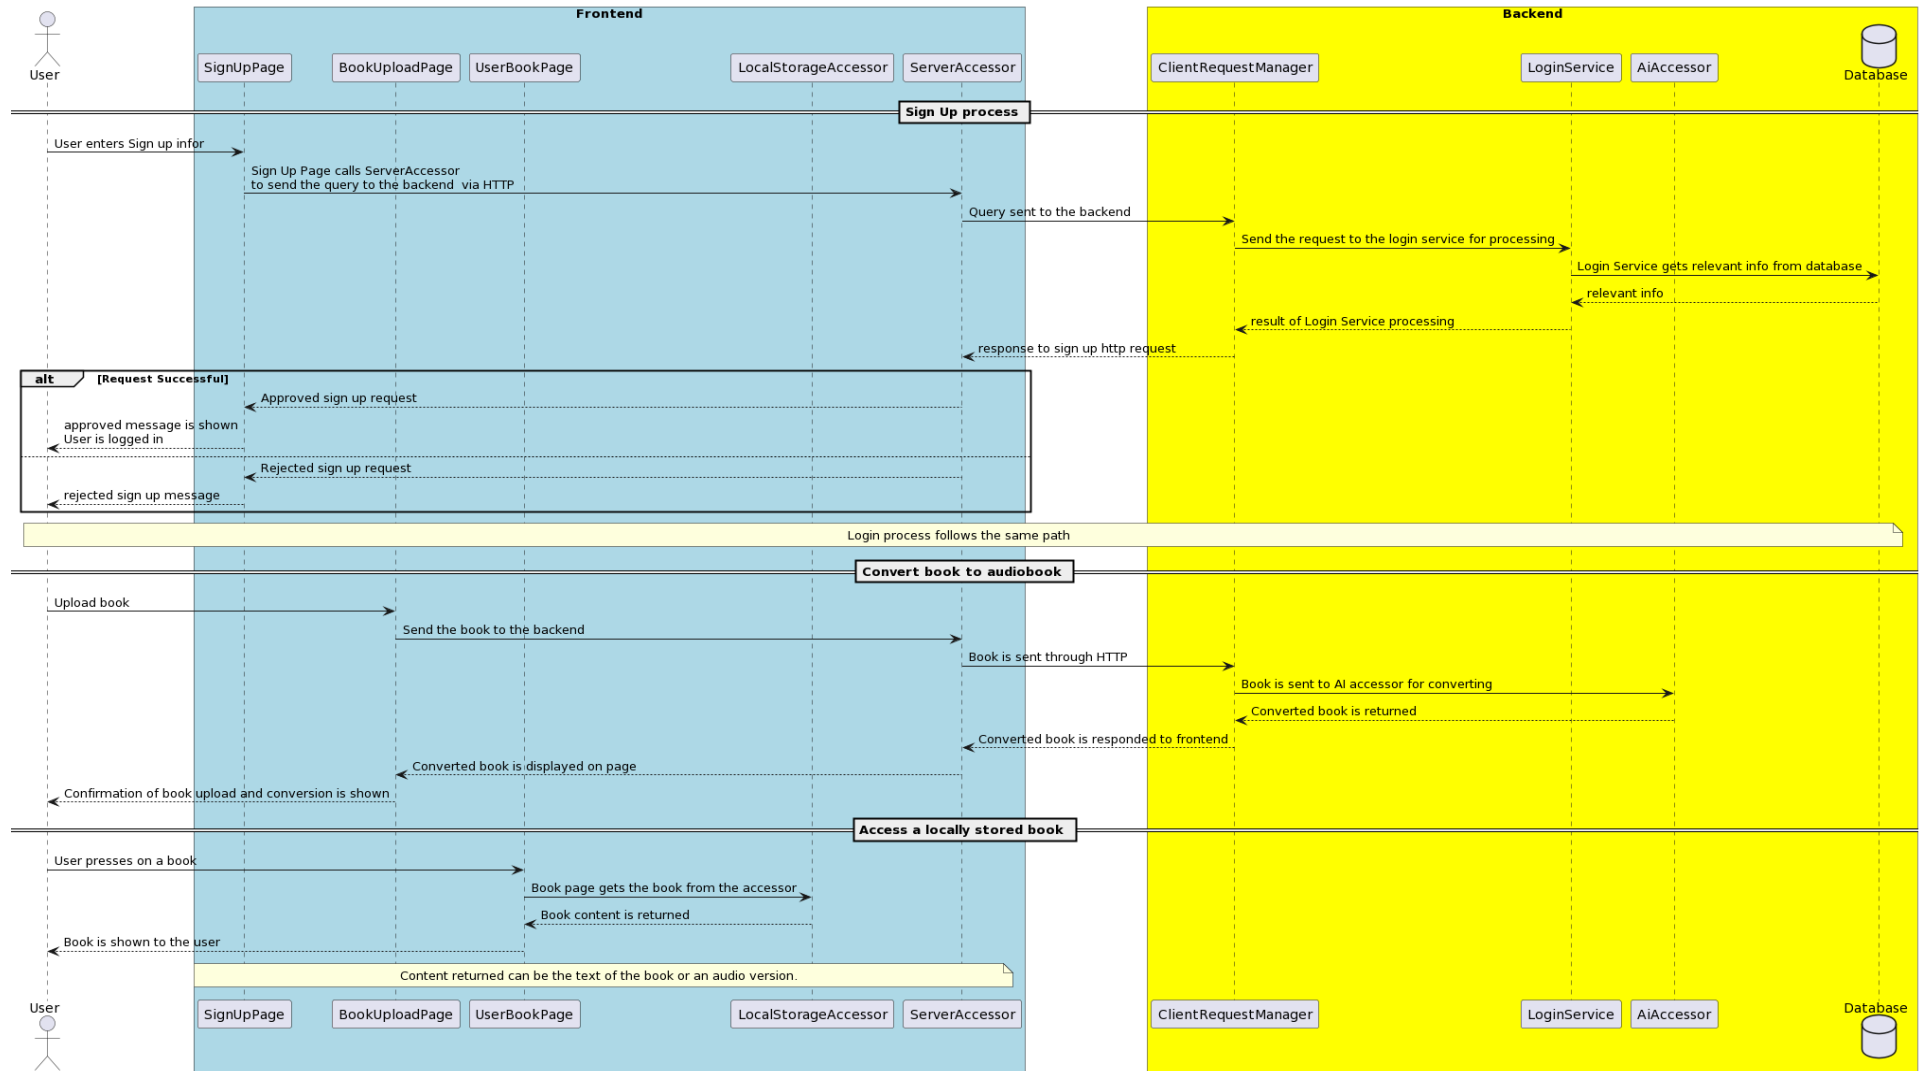 Frontend
Backend
User
SignUpPage
BookUploadPage
UserBookPage
LocalStorageAccessor
ServerAccessor
ClientRequestManager
LoginService
AiAccessor
Database
Sign Up process
User enters Sign up infor
Sign Up Page calls ServerAccessor
to send the query to the backend  via HTTP
Query sent to the backend
Send the request to the login service for processing
Login Service gets relevant info from database
relevant info
result of Login Service processing
response to sign up http request
alt
[Request Successful]
Approved sign up request
approved message is shown
User is logged in
Rejected sign up request
rejected sign up message
Login process follows the same path
Convert book to audiobook
Upload book
Send the book to the backend
Book is sent through HTTP
Book is sent to AI accessor for converting
Converted book is returned
Converted book is responded to frontend
Converted book is displayed on page
Confirmation of book upload and conversion is shown
Access a locally stored book
User presses on a book
Book page gets the book from the accessor
Book content is returned
Book is shown to the user
Content returned can be the text of the book or an audio version.
User
SignUpPage
BookUploadPage
UserBookPage
LocalStorageAccessor
ServerAccessor
ClientRequestManager
LoginService
AiAccessor
Database